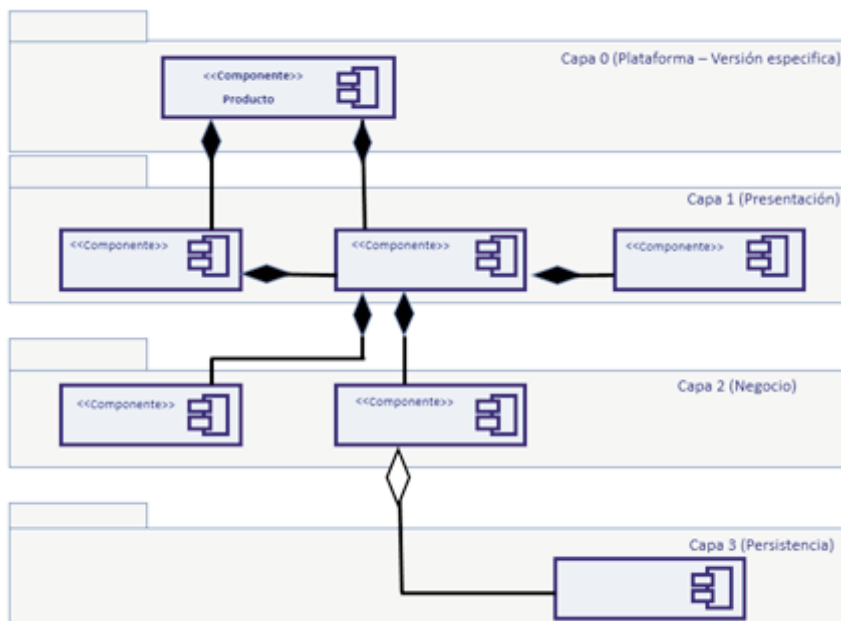 Capa 0 (Plataforma – Versión especifica)
<<Componente>>
Producto
Capa 1 (Presentación)
<<Componente>>
<<Componente>>
<<Componente>>
Capa 2 (Negocio)
<<Componente>>
<<Componente>>
Capa 3 (Persistencia)